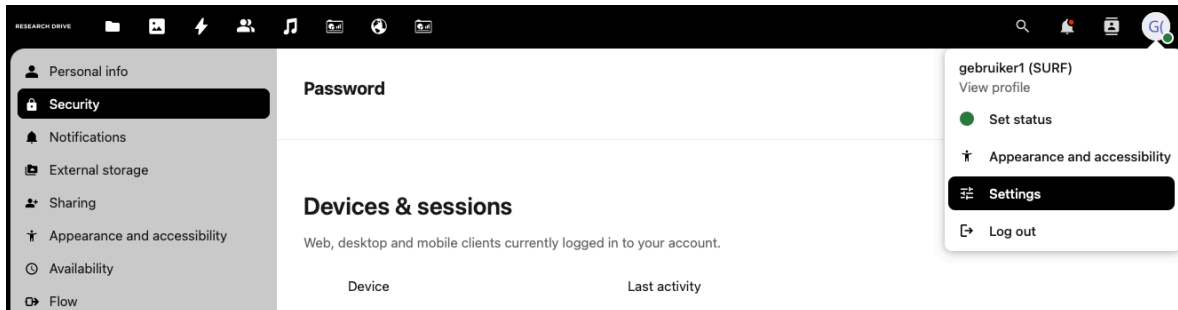 RESEARCH DRIVE
G(
Personal info
Security
Notifications
External storage
Sharing
Appearance and accessibility
Availability
Flow
Password
Devices & sessions
Web, desktop and mobile clients currently logged in to your account.
Device Last activity
gebruiker1 (SURF)
View profile
Set status
Appearance and accessibility
Settings
Log out